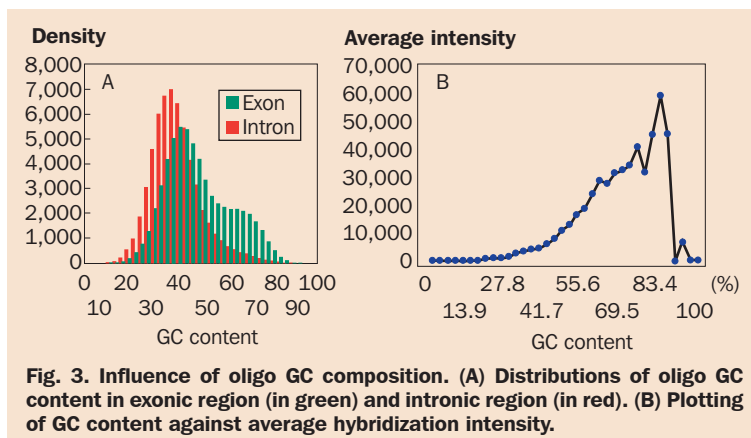 Density
8,000
7,000
6,000
5,000
4,000
3,000
2,000
1,000
0
A
Exon
Intron
0 20 40 60 80 100
10 30 50 70 90
GC content
Average intensity
70,000
60,000
50,000
40,000
30,000
20,000
10,000
0
B
0 27.8 55.6 83.4 (%)
13.9 41.7 69.5 100
GC content
Fig. 3. Influence of oligo GC composition. (A) Distributions of oligo GC
content in exonic region (in green) and intronic region (in red). (B) Plotting
of GC content against average hybridization intensity.